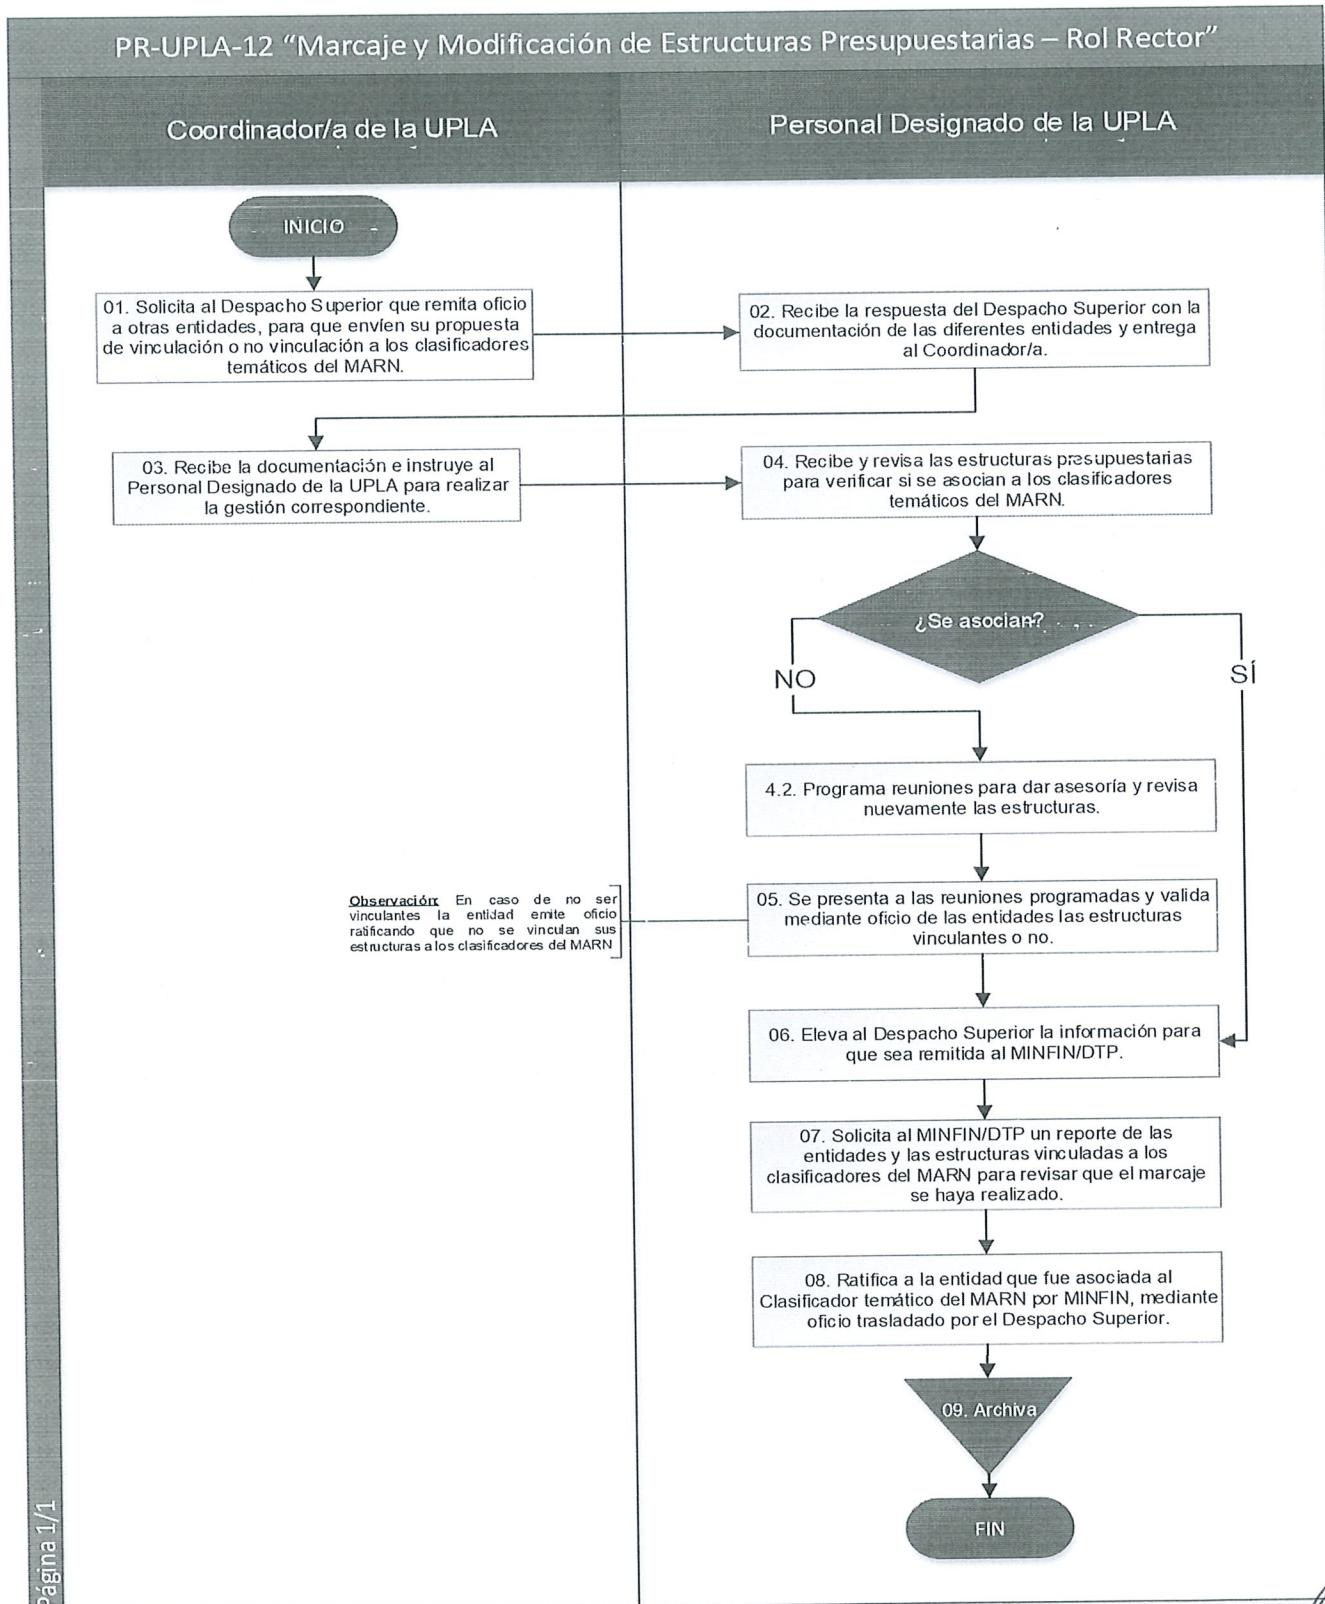 PR-UPLA-12 “Marcaje y Modificación de Estructuras Presupuestarias – Rol Rector”
Coordinador/a de la UPLA
Personal Designado de la UPLA
INICIO
01. Solicita al Despacho Superior que remita oficio
a otras entidades, para que envíen su propuesta
de vinculación o no vinculación a los clasificadores
temáticos del MARN.
02. Recibe la respuesta del Despacho Superior con la
documentación de las diferentes entidades y entrega
al Coordinador/a.
03. Recibe la documentación e instruye al
Personal Designado de la UPLA para realizar
la gestión correspondiente.
04. Recibe y revisa las estructuras presupuestarias
para verificar si se asocian a los clasificadores
temáticos del MARN.
¿Se asocian?
NO
SÍ
4.2. Programa reuniones para dar asesoría y revisa
nuevamente las estructuras.
Observación: En caso de no ser
vinculantes la entidad emite oficio
ratificando que no se vinculan sus
estructuras a los clasificadores del MARN
05. Se presenta a las reuniones programadas y valida
mediante oficio de las entidades las estructuras
vinculantes o no.
06. Eleva al Despacho Superior la información para
que sea remitida al MINFIN/DTP.
07. Solicita al MINFIN/DTP un reporte de las
entidades y las estructuras vinculadas a los
clasificadores del MARN para revisar que el marcaje
se haya realizado.
08. Ratifica a la entidad que fue asociada al
Clasificador temático del MARN por MINFIN, mediante
oficio trasladado por el Despacho Superior.
09. Archiva
FIN
Página 1/1